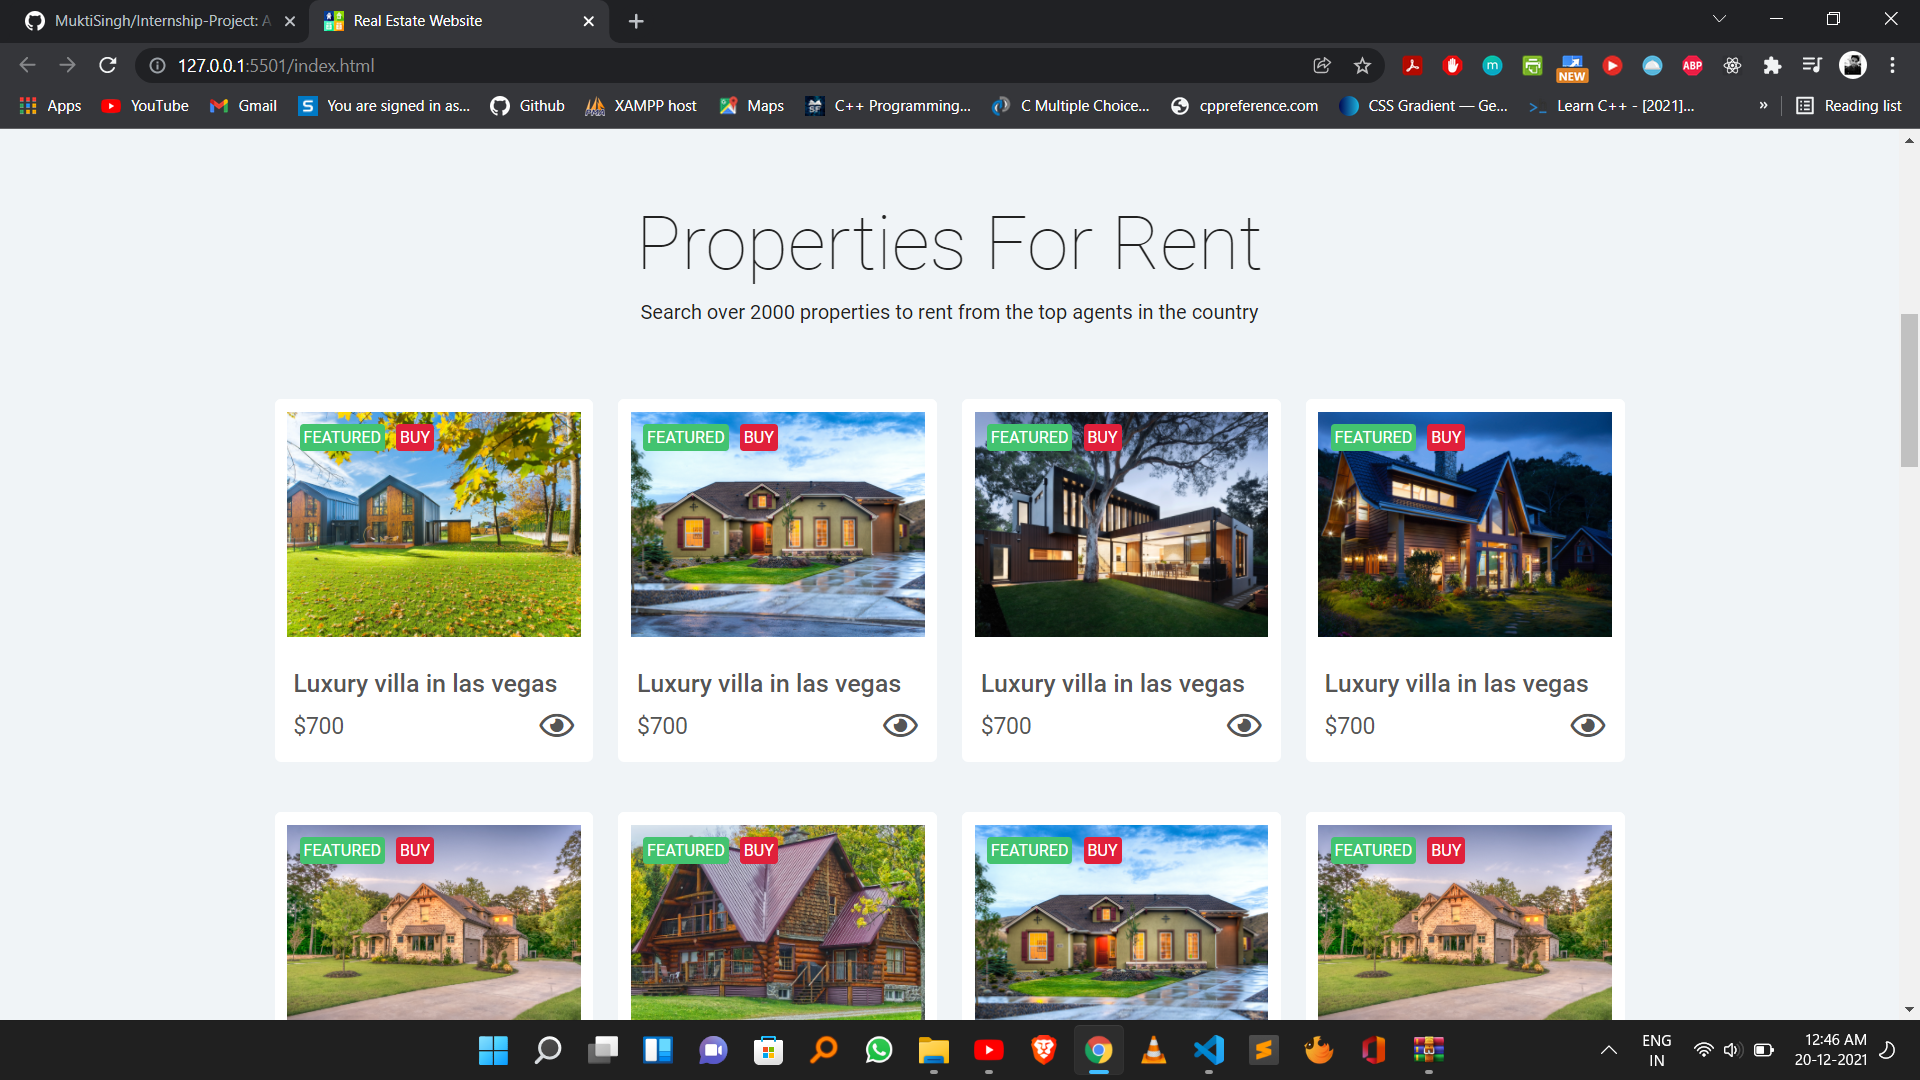 MuktiSingh/Internship-Project: A
Real Estate Website
127.0.0.1:5501/index.html
NEW
ABP
Apps
YouTube
Gmail
You are signed in as...
Github
XAMPP host
Maps
C++ Programming...
C Multiple Choice...
cppreference.com
CSS Gradient — Ge...
Learn C++ - [2021]...
»
Reading list
Properties For Rent
Search over 2000 properties to rent from the top agents in the country
FEATURED BUY
FEATURED BUY
FEATURED BUY
FEATURED BUY
Luxury villa in las vegas
Luxury villa in las vegas
Luxury villa in las vegas
Luxury villa in las vegas
$700
$700
$700
$700
FEATURED BUY
FEATURED BUY
FEATURED BUY
FEATURED BUY
ENG
IN
12:46 AM
20-12-2021